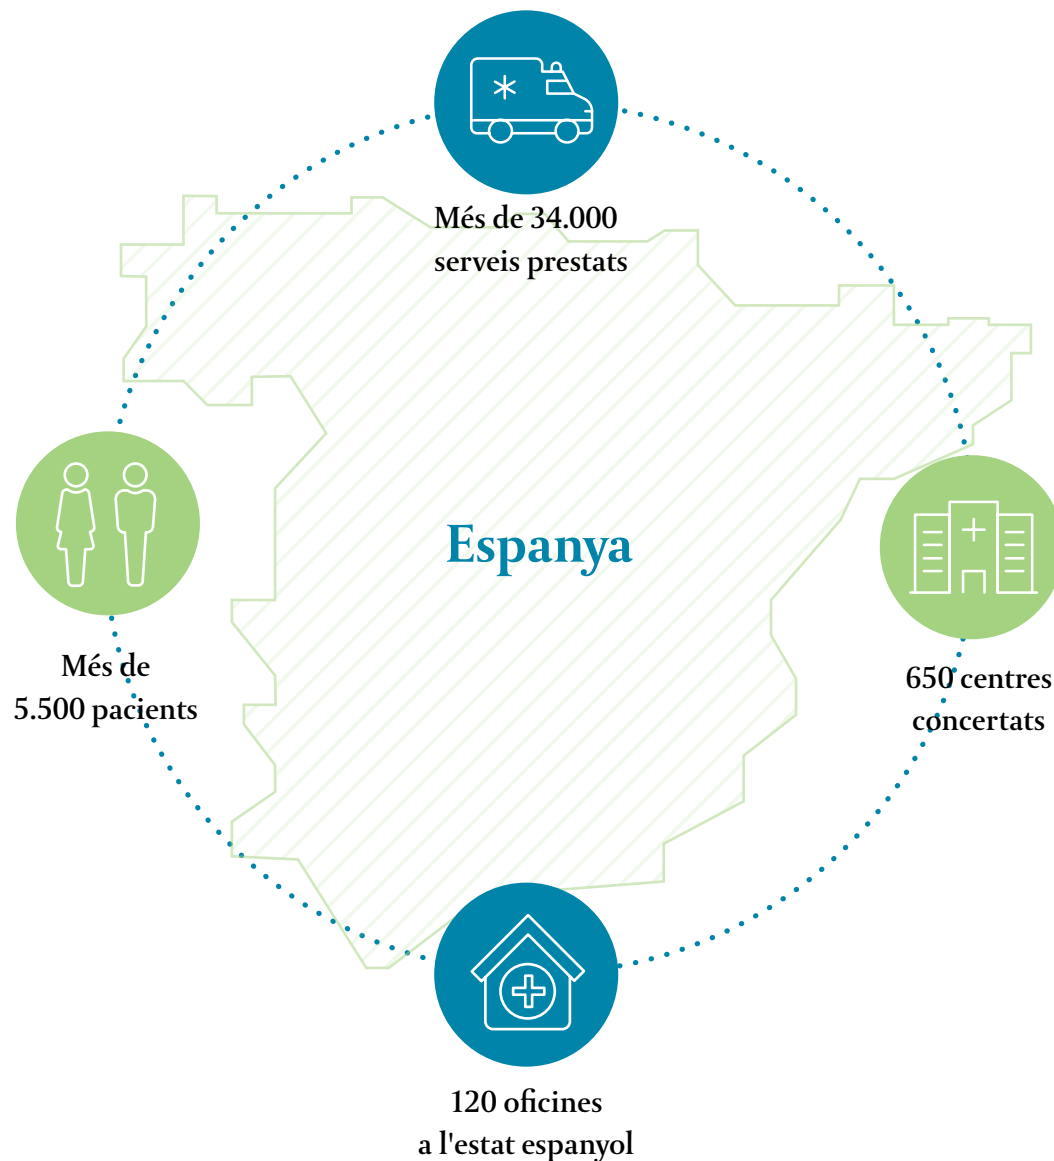 Més de 34.000
serveis prestats
Espanya
Més de
5.500 pacients
650 centres
concertats
120 oficines
a l'estat espanyol